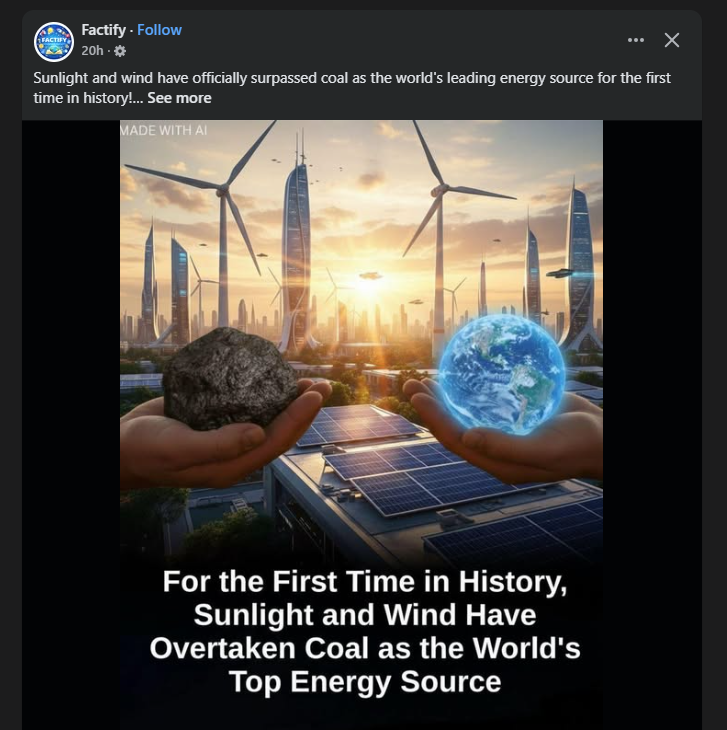 Factify · Follow
FACTIFY
20h ·
Sunlight and wind have officially surpassed coal as the world's leading energy source for the first
time in history!... See more
MADE WITH AI
For the First Time in History,
Sunlight and Wind Have
Overtaken Coal as the World's
Top Energy Source